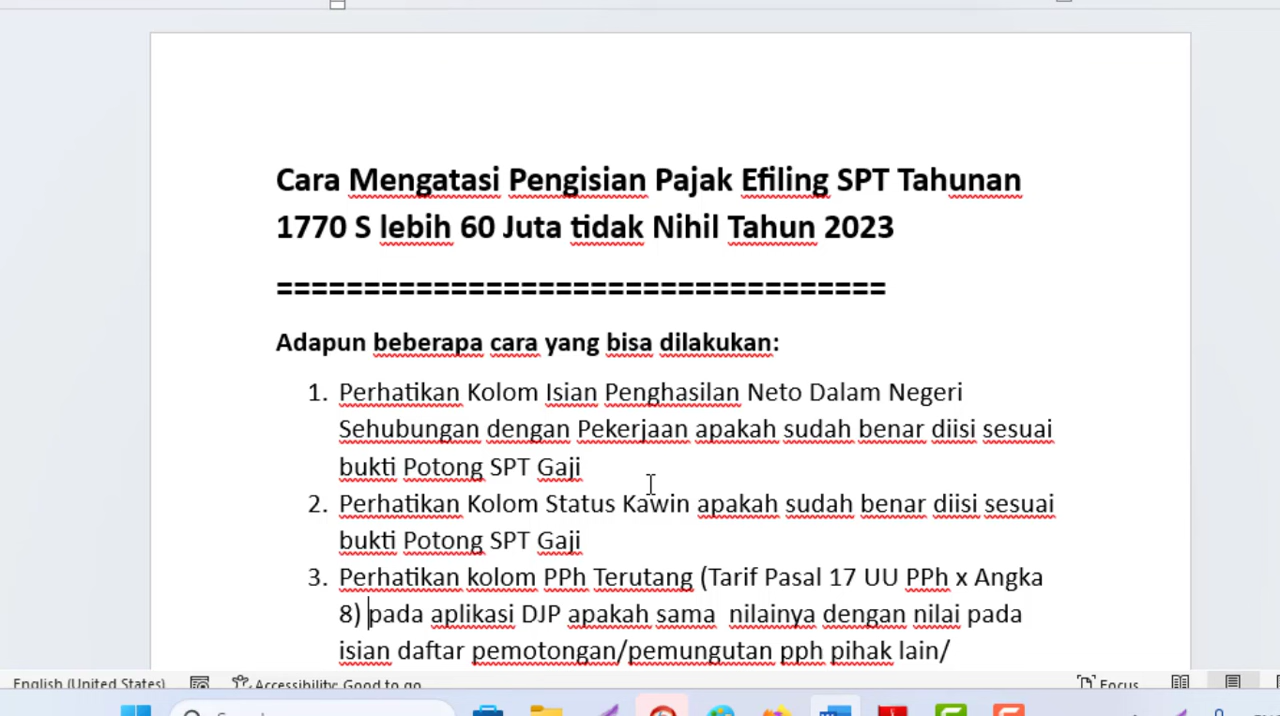 Cara Mengatasi Pengisian Pajak Efiling SPT Tahunan
1770 S lebih 60 Juta tidak Nihil Tahun 2023
===================================
Adapun beberapa cara yang bisa dilakukan:
1. Perhatikan Kolom Isian Penghasilan Neto Dalam Negeri
Sehubungan dengan Pekerjaan apakah sudah benar diisi sesuai
bukti Potong SPT Gaji
2. Perhatikan Kolom Status Kawin apakah sudah benar diisi sesuai
bukti Potong SPT Gaji
3. Perhatikan kolom PPh Terutang (Tarif Pasal 17 UU PPh x Angka
8) pada aplikasi DJP apakah sama  nilainya dengan nilai pada
isian daftar pemotongan/pemungutan pph pihak lain/
English (United States) Accessibility: Good to go Focus